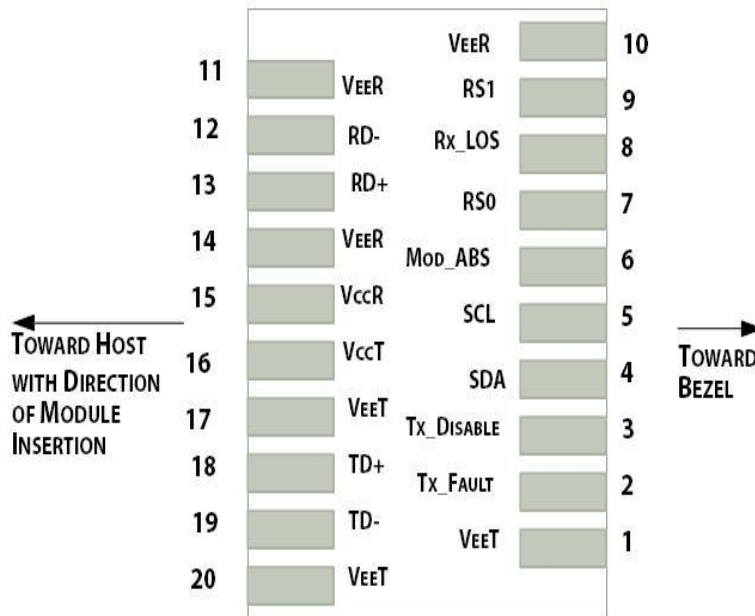 11
VEER
12
RD-
13
RD+
14
VEER
15
VccR
16
VccT
17
VEET
18
TD+
19
TD-
20
VEET
VEER
10
RS1
9
RX_LOS
8
RS0
7
MOD_ABS
6
SCL
5
SDA
4
TX_DISABLE
3
TX_FAULT
2
VEET
1
TOWARD HOST
WITH DIRECTION
OF MODULE
INSERTION
TOWARD
BEZEL